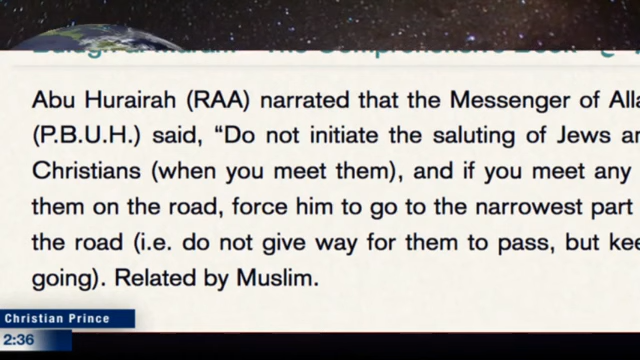 Abu Hurairah (RAA) narrated that the Messenger of
(P.B.U.H.) said, “Do not initiate the saluting of Jews
Christians (when you meet them), and if you meet any
them on the road, force him to go to the narrowest part
the road (i.e. do not give way for them to pass, but
going). Related by Muslim.
Christian Prince
2:36